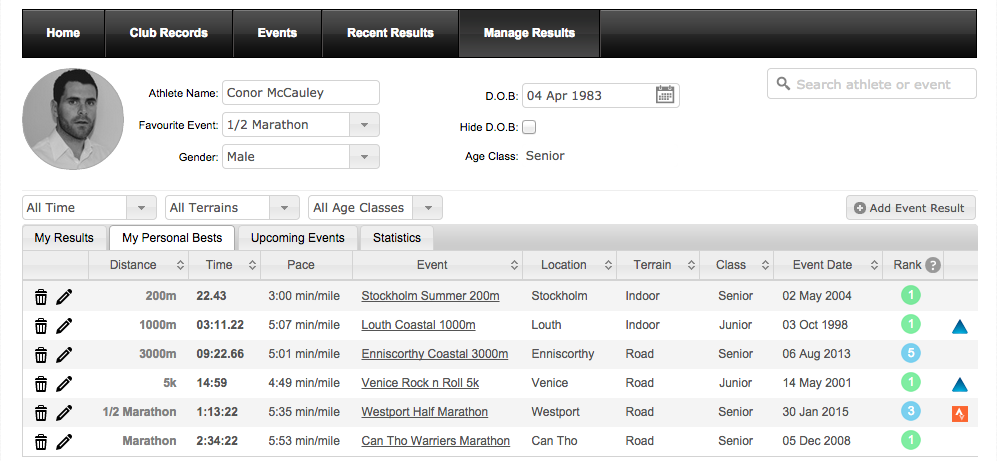 Home Club Records Events Recent Results Manage Results
Athlete Name: Conor McCauley D.O.B: 04 Apr 1983 Search athlete or event
Favourite Event: 1/2 Marathon Hide D.O.B:
Gender: Male Age Class: Senior
All Time All Terrains All Age Classes Add Event Result
My Results My Personal Bests Upcoming Events Statistics
Distance Time Pace Event Location Terrain Class Event Date Rank ?
200m 22.43 3:00 min/mile Stockholm Summer 200m Stockholm Indoor Senior 02 May 2004 1
1000m 03:11.22 5:07 min/mile Louth Coastal 1000m Louth Indoor Junior 03 Oct 1998 1
3000m 09:22.66 5:01 min/mile Enniscorthy Coastal 3000m Enniscorthy Road Senior 06 Aug 2013 5
5k 14:59 4:49 min/mile Venice Rock n Roll 5k Venice Road Junior 14 May 2001 1
1/2 Marathon 1:13:22 5:35 min/mile Westport Half Marathon Westport Road Senior 30 Jan 2015 3
Marathon 2:34:22 5:53 min/mile Can Tho Warriers Marathon Can Tho Road Senior 05 Dec 2008 1